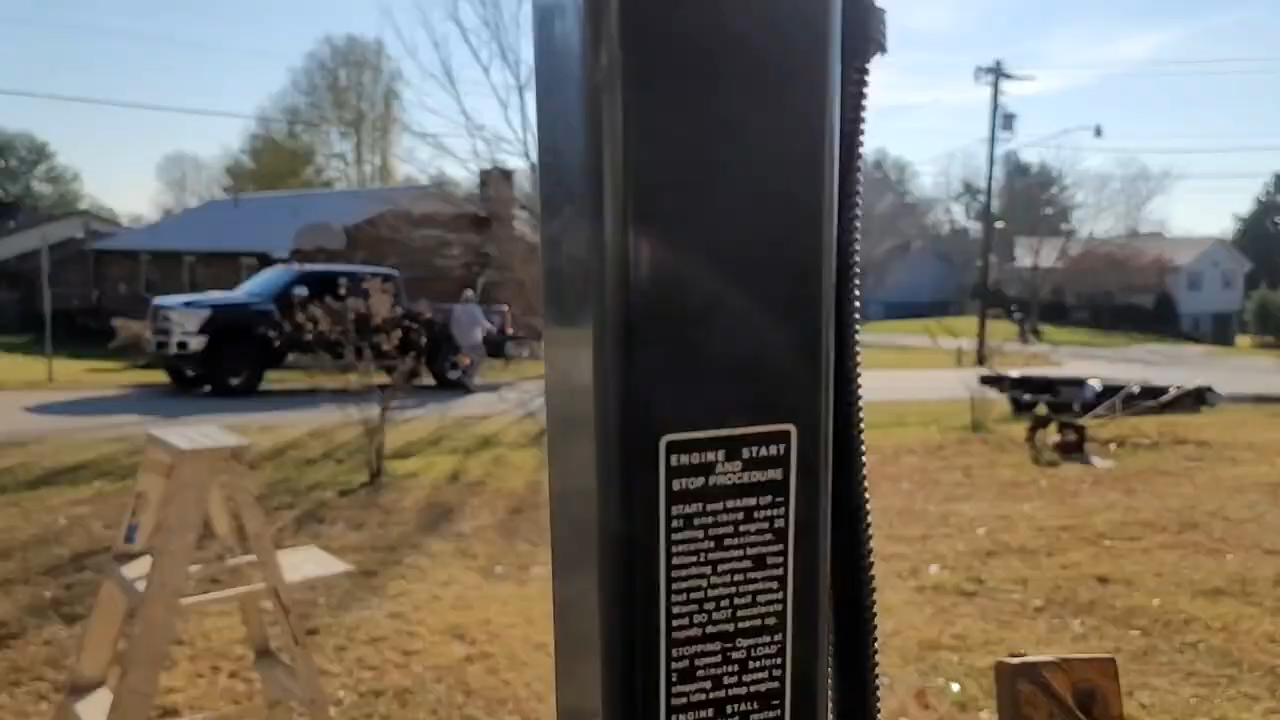 ENGINE START
AND
STOP PROCEDURE
START and WARM UP —
At one-third speed
setting crank engine 20
seconds maximum.
Allow 2 minutes between
cranking periods. Use
starting fluid as required
but not before cranking.
Warm up at half speed
and DO NOT accelerate
rapidly during warm up.
STOPPING — Operate at
half speed "NO LOAD"
2 minutes before
stopping. Set speed to
low idle and stop engine.
ENGINE STALL —
restart